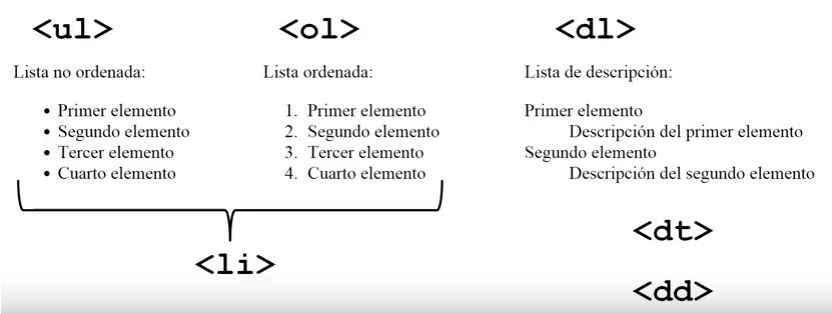 <ul>
Lista no ordenada:
• Primer elemento
• Segundo elemento
• Tercer elemento
• Cuarto elemento
<ol>
Lista ordenada:
1. Primer elemento
2. Segundo elemento
3. Tercer elemento
4. Cuarto elemento
<li>
<dl>
Lista de descripción:
Primer elemento
Descripción del primer elemento
Segundo elemento
Descripción del segundo elemento
<dt>
<dd>